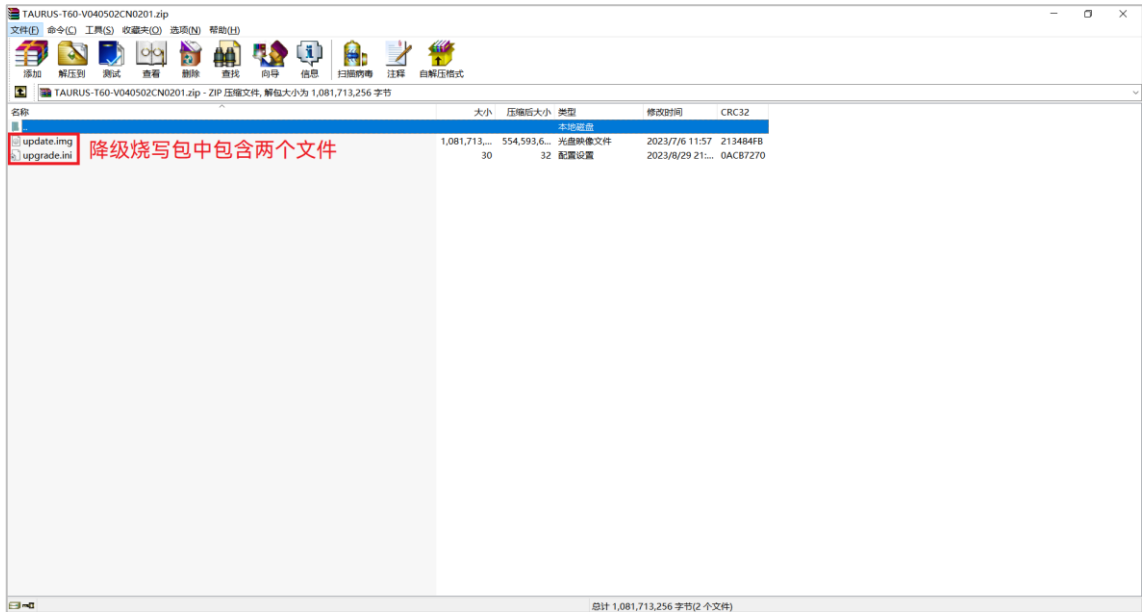 TAURUS-T60-V040502CN0201.zip
文件(F) 命令(C) 工具(S) 收藏夹(O) 选项(N) 帮助(H)
添加 解压到 测试 查看 删除 查找 向导 信息 扫描病毒 注释 自解压格式
TAURUS-T60-V040502CN0201.zip - ZIP 压缩文件, 解包大小为 1,081,713,256 字节
名称 大小 压缩后大小 类型 修改时间 CRC32
.. 本地磁盘
update.img 1,081,713,... 554,593,6... 光盘映像文件 2023/7/6 11:57 213484FB
upgrade.ini 30 32 配置设置 2023/8/29 21:... 0ACB7270
降级烧写包中包含两个文件
总计 1,081,713,256 字节(2 个文件)